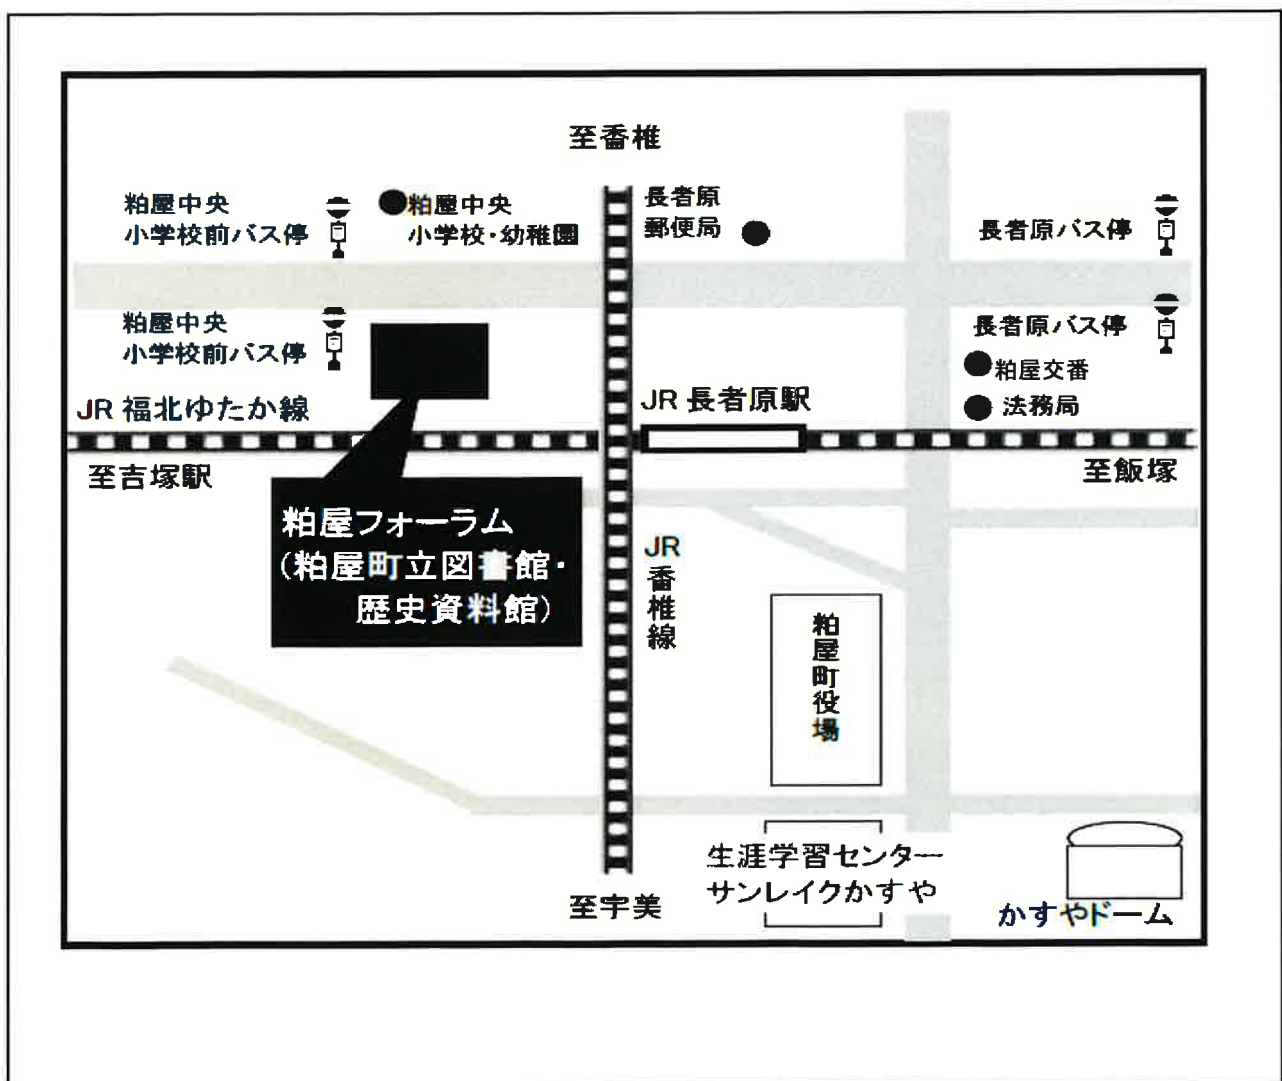 至香椎
粕屋中央
小学校前バス停
粕屋中央
小学校・幼稚園
長者原
郵便局
長者原バス停
粕屋中央
小学校前バス停
長者原バス停
粕屋交番
法務局
JR 福北ゆたか線
JR 長者原駅
至吉塚駅
至飯塚
粕屋フォーラム
(粕屋町立図書館・
歴史資料館)
JR
香椎線
粕屋町役場
生涯学習センター
サンレイクかすや
至宇美
かすやドーム